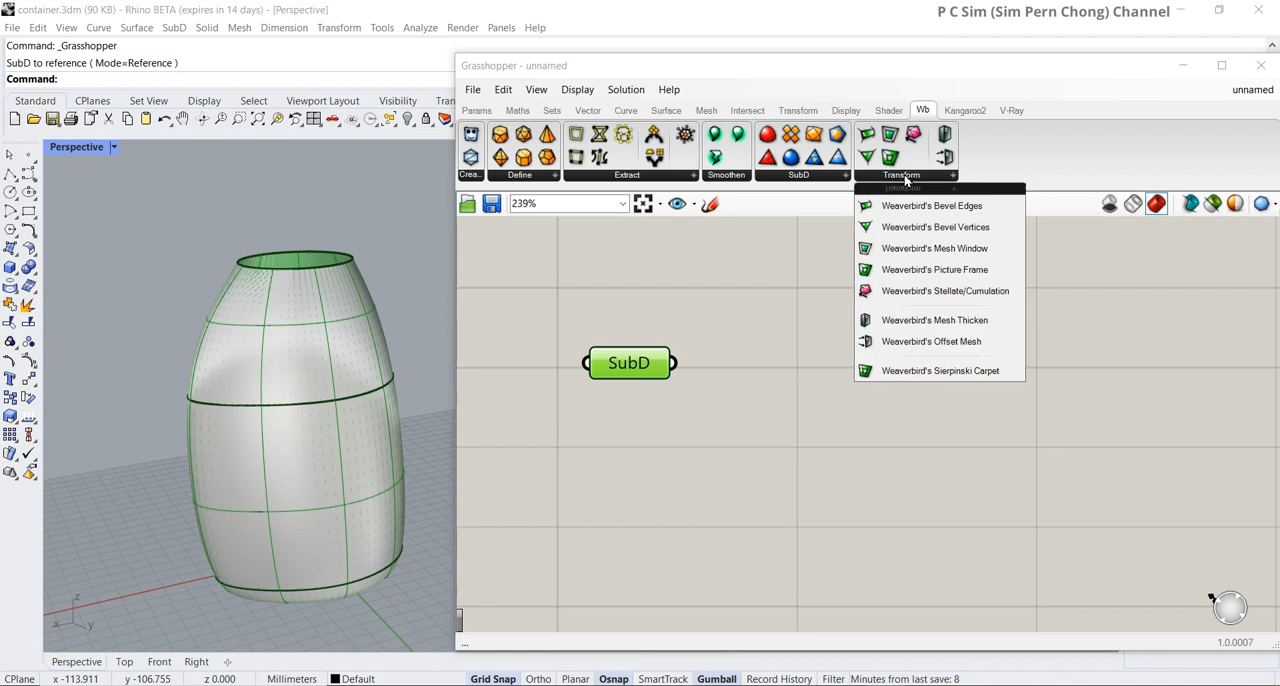 container.3dm (90 KB) - Rhino BETA (expires in 14 days) - [Perspective]
P C Sim (Sim Pern Chong) Channel
File Edit View Curve Surface SubD Solid Mesh Dimension Transform Tools Analyze Render Panels Help
Command: _Grasshopper
SubD to reference ( Mode=Reference )
Command:
Grasshopper - unnamed
File Edit View Display Solution Help
unnamed
Standard CPlanes Set View Display Select Viewport Layout Visibility Tran
Params Maths Sets Vector Curve Surface Mesh Intersect Transform Display Shader Wb Kangaroo2 V-Ray
Perspective
Crea... Define + Extract + Smoothen SubD + Transform +
239%
Weaverbird's Bevel Edges
Weaverbird's Bevel Vertices
Weaverbird's Mesh Window
Weaverbird's Picture Frame
Weaverbird's Stellate/Cumulation
Weaverbird's Mesh Thicken
Weaverbird's Offset Mesh
Weaverbird's Sierpinski Carpet
SubD
z
x
y
...
1.0.0007
Perspective Top Front Right
CPlane x -113.911 y -106.755 z 0.000 Millimeters Default Grid Snap Ortho Planar Osnap SmartTrack Gumball Record History Filter Minutes from last save: 8